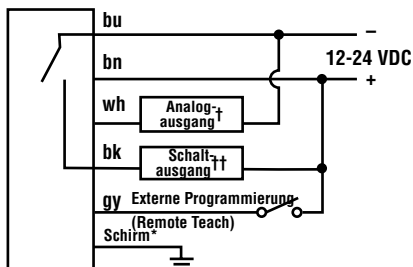 bu
–
bn
12-24 VDC
+
wh
Analog-
ausgang†
bk
Schalt-
ausgang††
gy
Externe Programmierung
(Remote Teach)
Schirm*